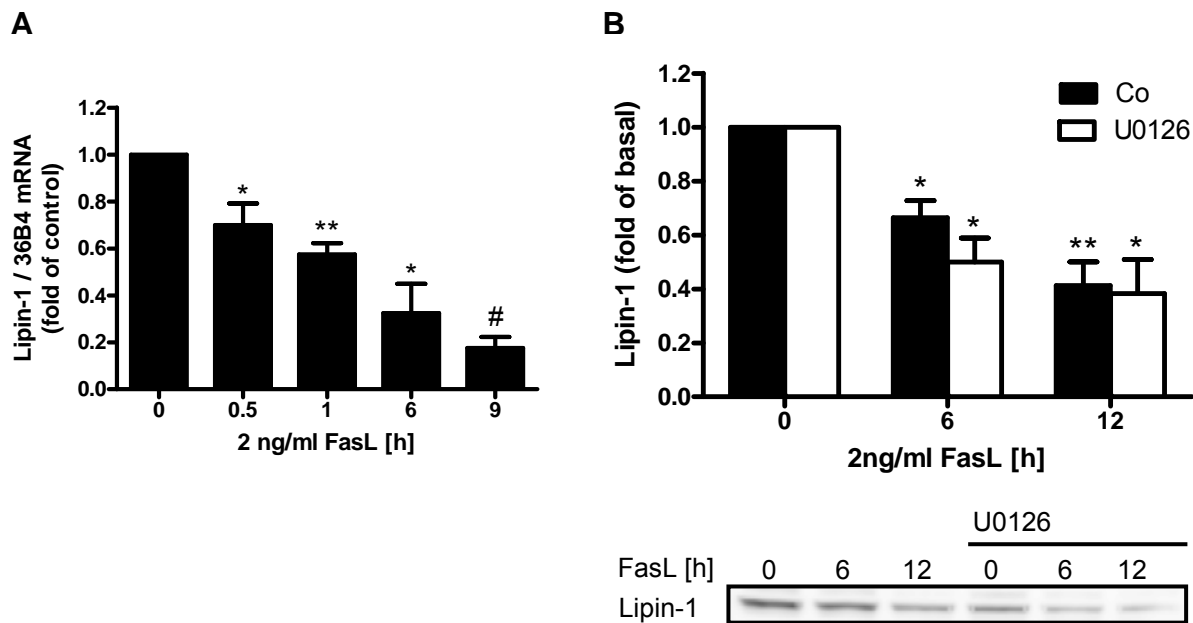 A
Lipin-1 / 36B4 mRNA
(fold of control)
1.2
1.0
0.8
0.6
0.4
0.2
0.0
*
**
*
#
0 0.5 1 6 9
2 ng/ml FasL [h]
B
Lipin-1 (fold of basal)
1.2
1.0
0.8
0.6
0.4
0.2
0.0
Co
U0126
*
*
**
*
0 6 12
2ng/ml FasL [h]
U0126
FasL [h] 0 6 12 0 6 12
Lipin-1